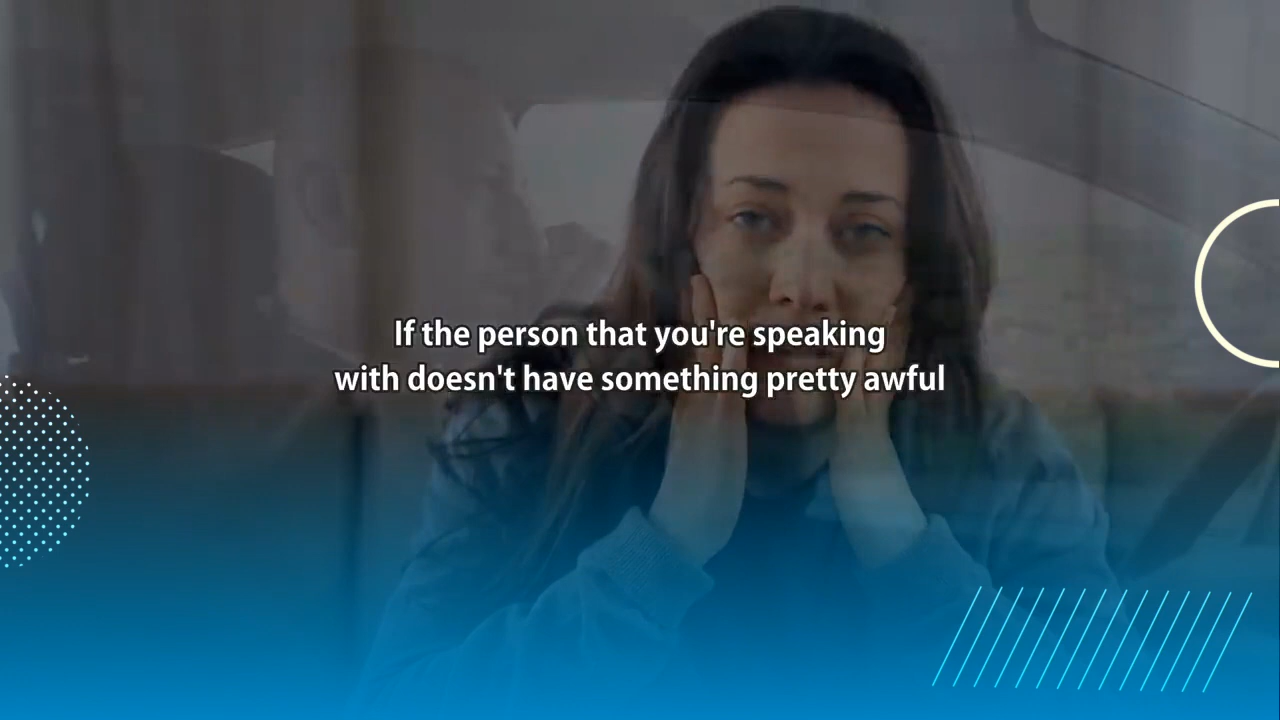 If the person that you're speaking
with doesn't have something pretty awful